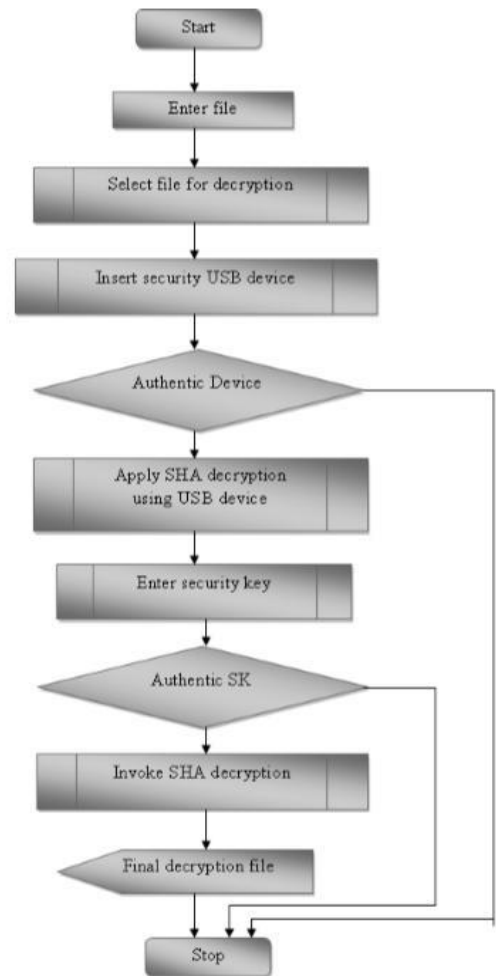 Start
Enter file
Select file for decryption
Insert security USB device
Authentic Device
Apply SHA decryption
using USB device
Enter security key
Authentic SK
Invoke SHA decryption
Final decryption file
Stop